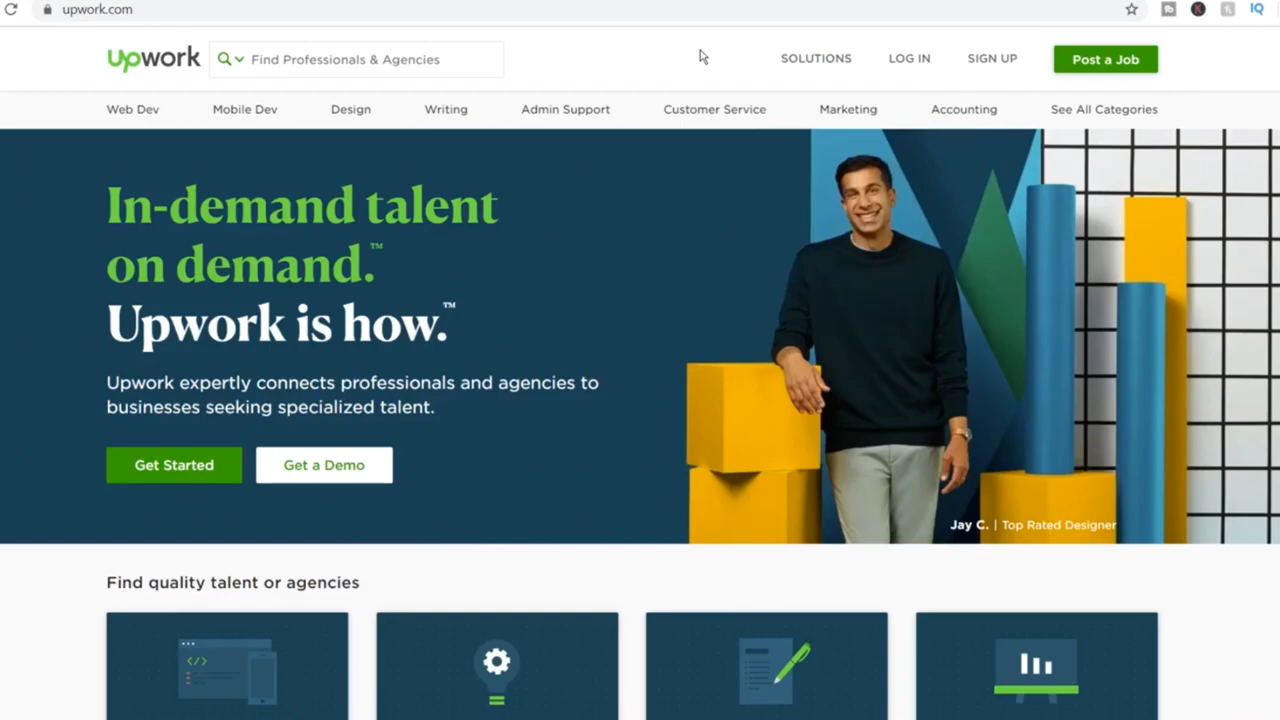 upwork.com
IQ
upwork
Find Professionals & Agencies
SOLUTIONS
LOG IN
SIGN UP
Post a Job
Web Dev
Mobile Dev
Design
Writing
Admin Support
Customer Service
Marketing
Accounting
See All Categories
In-demand talent
on demand.™
Upwork is how.™
Upwork expertly connects professionals and agencies to
businesses seeking specialized talent.
Get Started
Get a Demo
Jay C. | Top Rated Designer
Find quality talent or agencies
</>